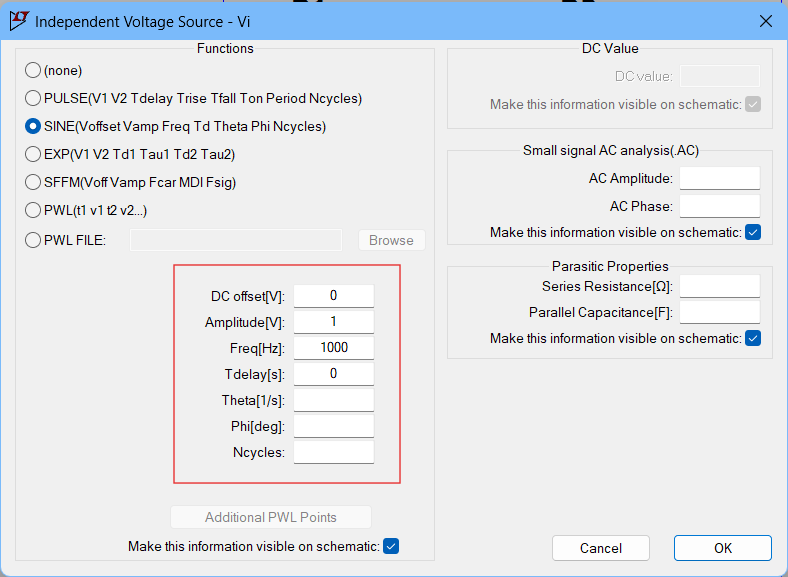 Independent Voltage Source - Vi
Functions
(none)
PULSE(V1 V2 Tdelay Trise Tfall Ton Period Ncycles)
SINE(Voffset Vamp Freq Td Theta Phi Ncycles)
EXP(V1 V2 Td1 Tau1 Td2 Tau2)
SFFM(Voff Vamp Fcar MDI Fsig)
PWL(t1 v1 t2 v2...)
PWL FILE: Browse
DC offset[V]: 0
Amplitude[V]: 1
Freq[Hz]: 1000
Tdelay[s]: 0
Theta[1/s]:
Phi[deg]:
Ncycles:
Additional PWL Points
Make this information visible on schematic:
DC Value
DC value:
Make this information visible on schematic:
Small signal AC analysis(.AC)
AC Amplitude:
AC Phase:
Make this information visible on schematic:
Parasitic Properties
Series Resistance[Ω]:
Parallel Capacitance[F]:
Make this information visible on schematic:
Cancel OK